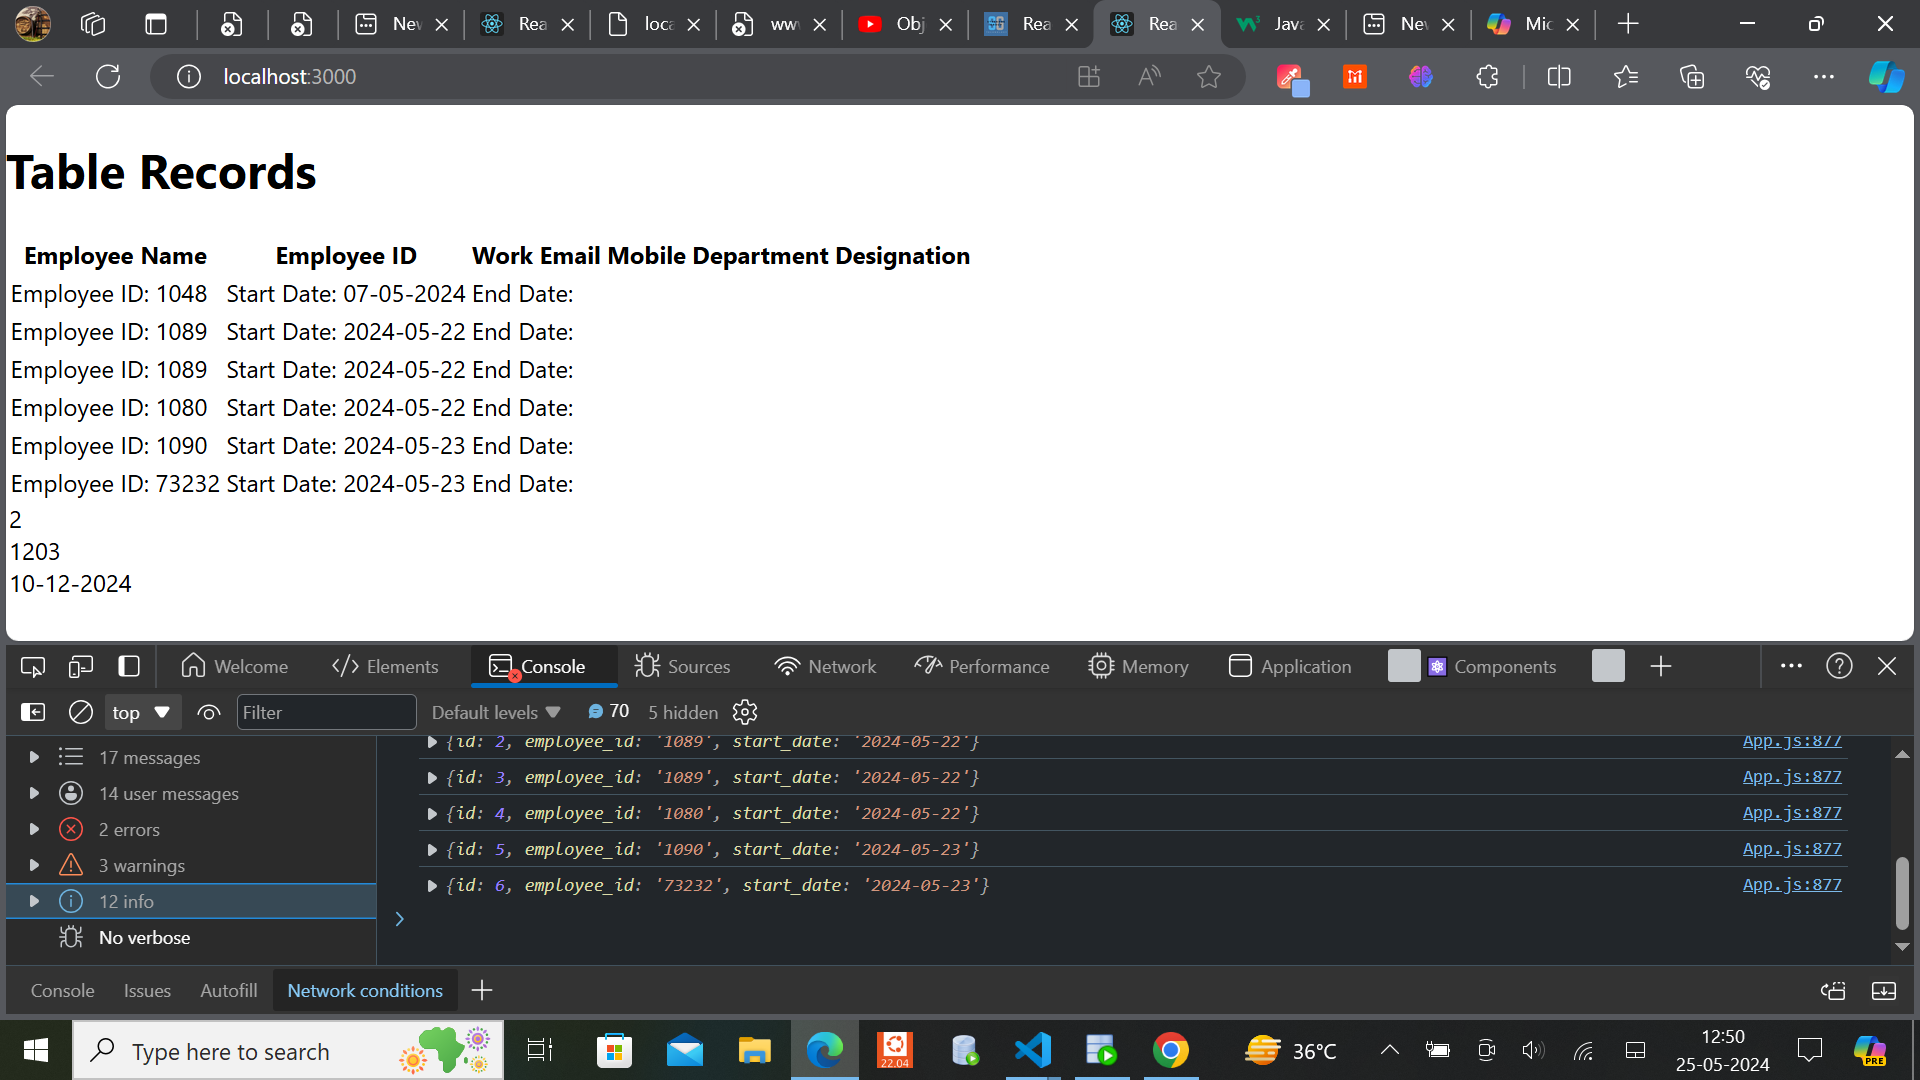 New
Rea
loca
www
Obj
Rea
Rea
Java
New
Mic
localhost:3000
Table Records
Employee Name Employee ID Work Email Mobile Department Designation
Employee ID: 1048 Start Date: 07-05-2024 End Date:
Employee ID: 1089 Start Date: 2024-05-22 End Date:
Employee ID: 1089 Start Date: 2024-05-22 End Date:
Employee ID: 1080 Start Date: 2024-05-22 End Date:
Employee ID: 1090 Start Date: 2024-05-23 End Date:
Employee ID: 73232 Start Date: 2024-05-23 End Date:
2
1203
10-12-2024
Welcome Elements Console Sources Network Performance Memory Application Components
top Filter Default levels 70 5 hidden
17 messages
14 user messages
2 errors
3 warnings
12 info
No verbose
{id: 2, employee_id: '1089', start_date: '2024-05-22'} App.js:877
{id: 3, employee_id: '1089', start_date: '2024-05-22'} App.js:877
{id: 4, employee_id: '1080', start_date: '2024-05-22'} App.js:877
{id: 5, employee_id: '1090', start_date: '2024-05-23'} App.js:877
{id: 6, employee_id: '73232', start_date: '2024-05-23'} App.js:877
Console Issues Autofill Network conditions
Type here to search
22.04
36°C
12:50
25-05-2024
PRE